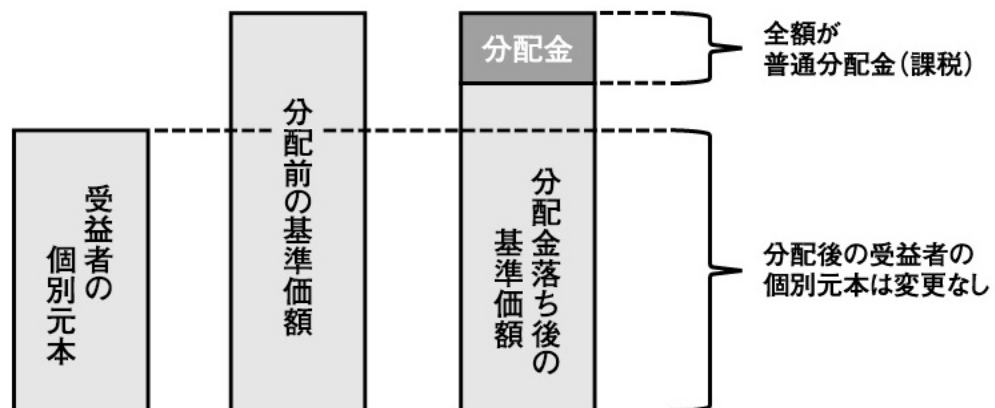 受益者の
個別元本
分配前の基準価額
分配金
分配金落ち後の
基準価額
全額が
普通分配金（課税）
分配後の受益者の
個別元本は変更なし